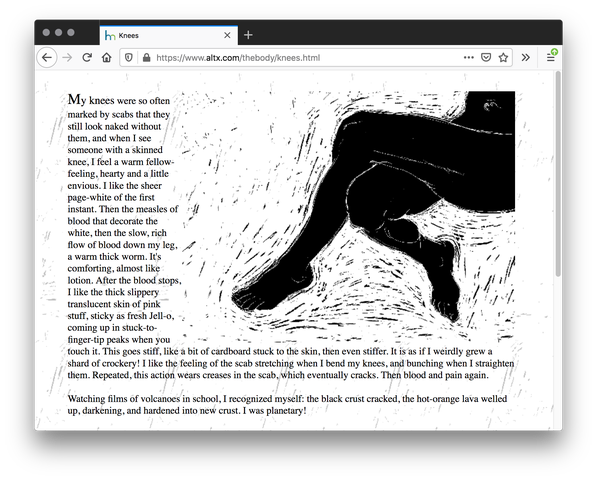 Knees
https://www.altx.com/thebody/knees.html
My knees were so often
marked by scabs that they
still look naked without
them, and when I see
someone with a skinned
knee, I feel a warm fellow-
feeling, hearty and a little
envious. I like the sheer
page-white of the first
instant. Then the measles of
blood that decorate the
white, then the slow, rich
flow of blood down my leg,
a warm thick worm. It's
comforting, almost like
lotion. After the blood stops,
I like the thick slippery
translucent skin of pink
stuff, sticky as fresh Jell-o,
coming up in stuck-to-
finger-tip peaks when you
touch it. This goes stiff, like a bit of cardboard stuck to the skin, then even stiffer. It is as if I weirdly grew a
shard of crockery! I like the feeling of the scab stretching when I bend my knees, and bunching when I straighten
them. Repeated, this action wears creases in the scab, which eventually cracks. Then blood and pain again.
Watching films of volcanoes in school, I recognized myself: the black crust cracked, the hot-orange lava welled
up, darkening, and hardened into new crust. I was planetary!